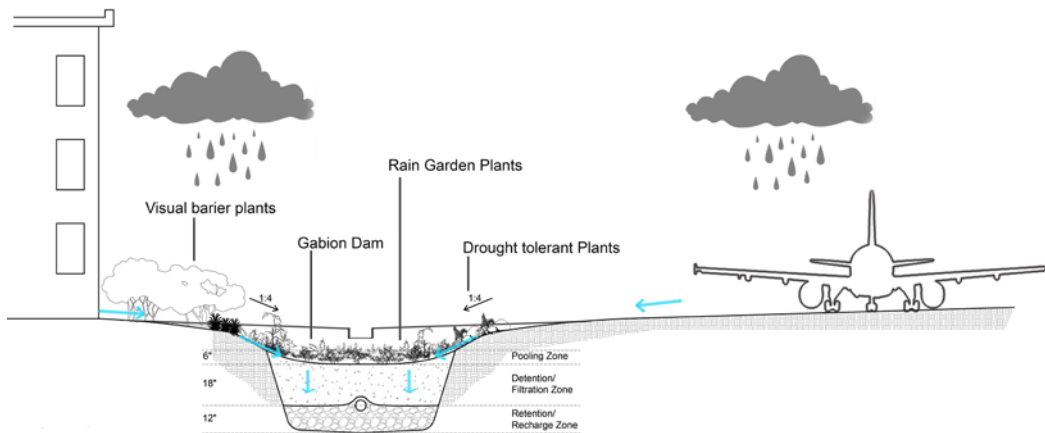 Rain Garden Plants
Visual barier plants
Gabion Dam
Drought tolerant Plants
1:4
1:4
6"
Pooling Zone
18"
Detention/
Filtration Zone
12"
Retention/
Recharge Zone